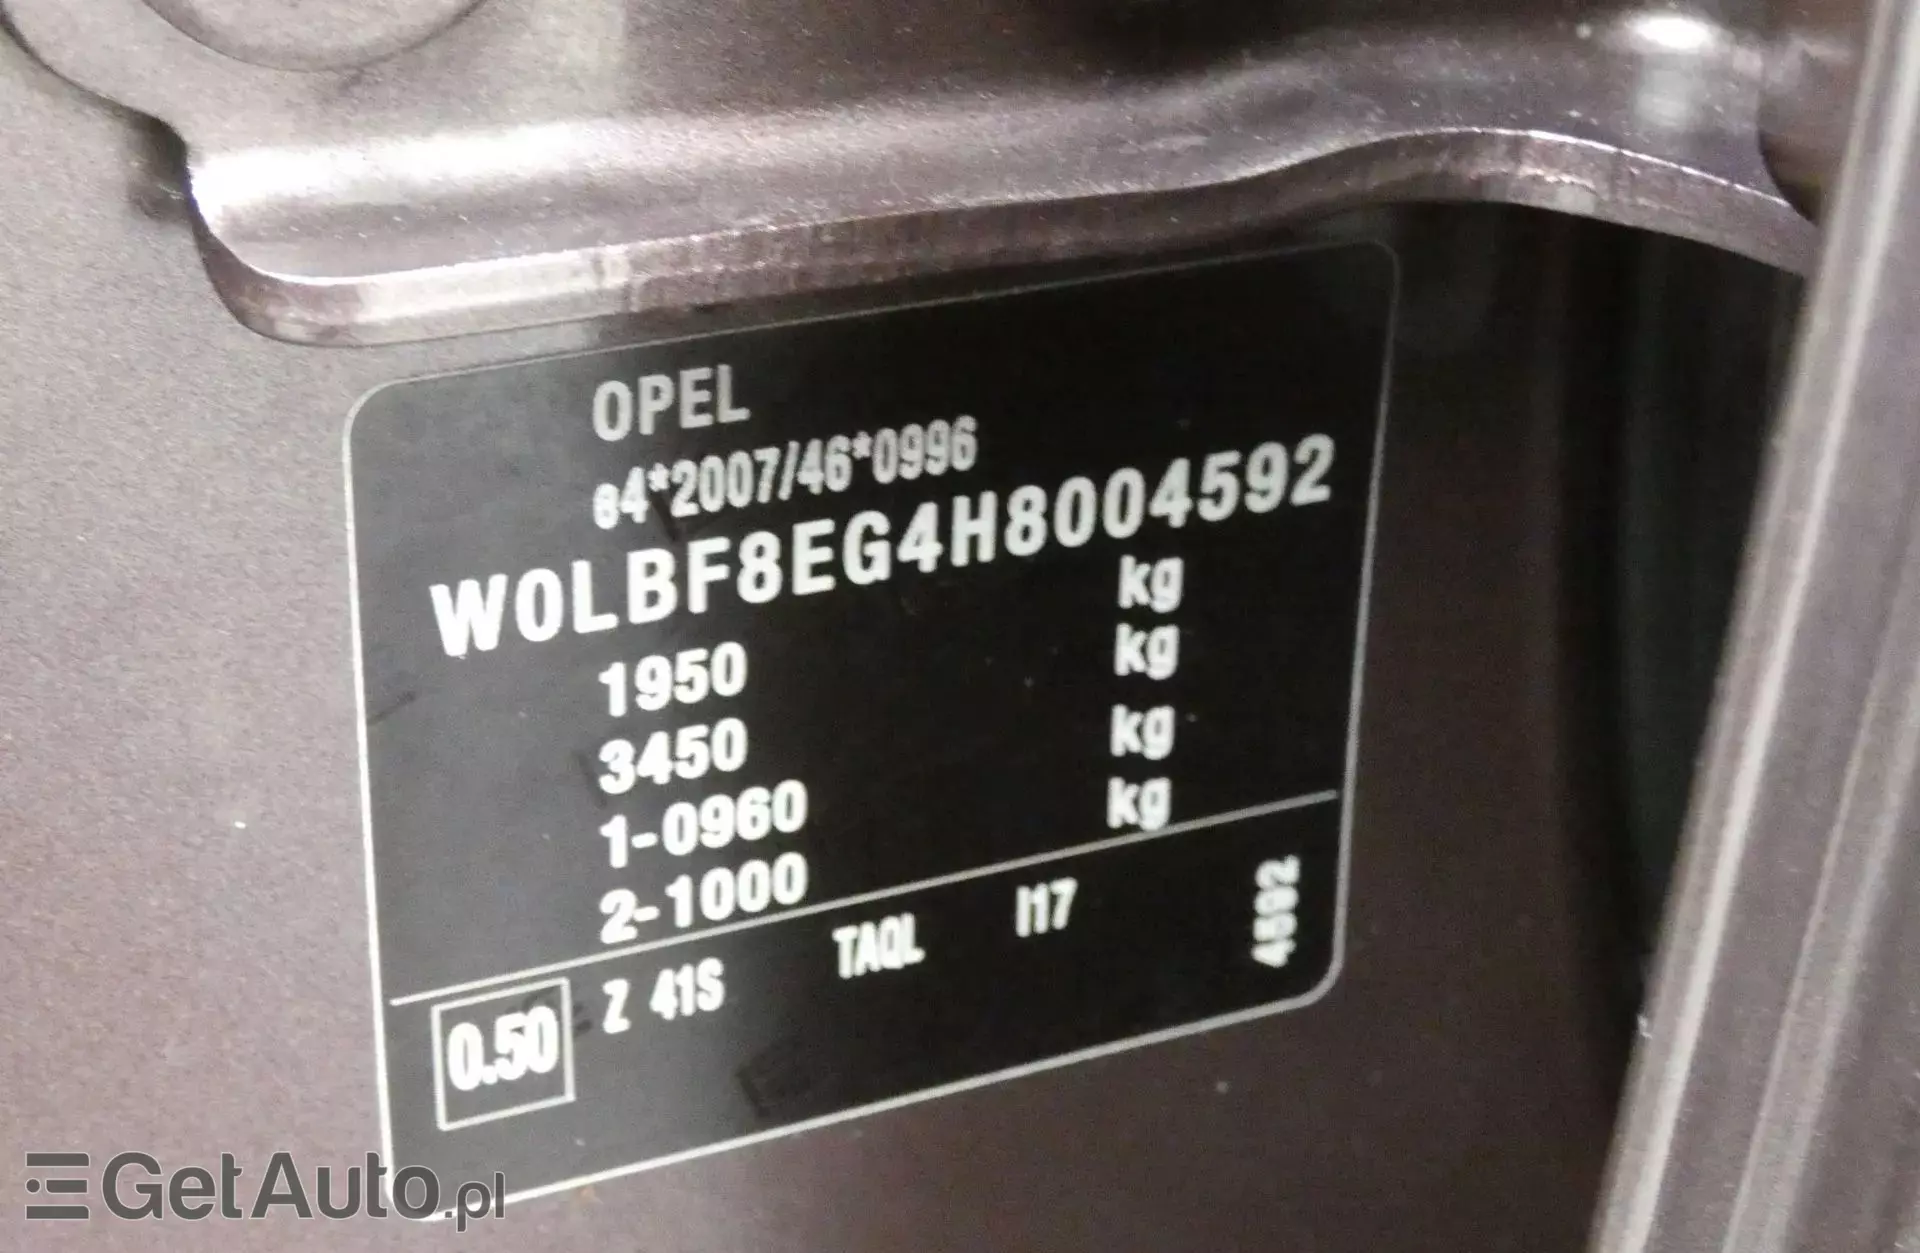 OPEL
e4*2007/46*0996
W0LBF8EG4H8004592
1950 kg
3450 kg
1-0960 kg
2-1000 kg
0.50 Z 41S TAQL I17 4592
GetAuto.pl